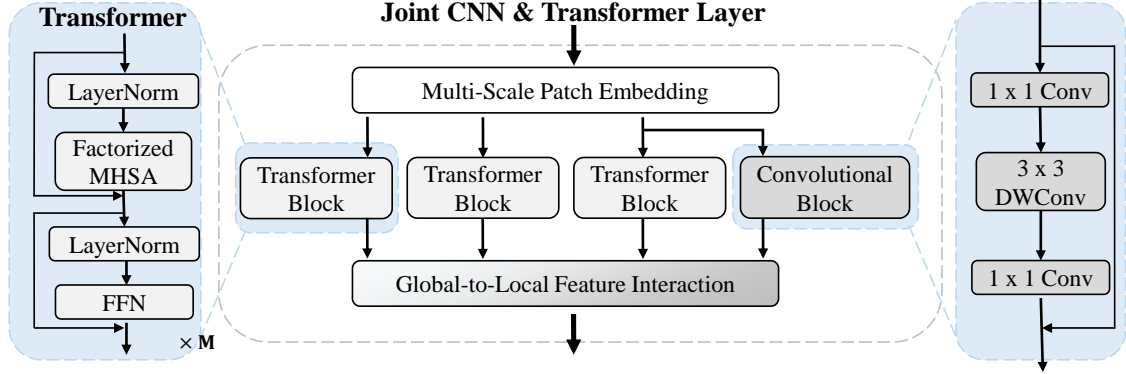 Transformer
LayerNorm
Factorized
MHSA
LayerNorm
FFN
× M
Joint CNN & Transformer Layer
Multi-Scale Patch Embedding
Transformer
Block
Transformer
Block
Transformer
Block
Convolutional
Block
Global-to-Local Feature Interaction
1 x 1 Conv
3 x 3
DWConv
1 x 1 Conv